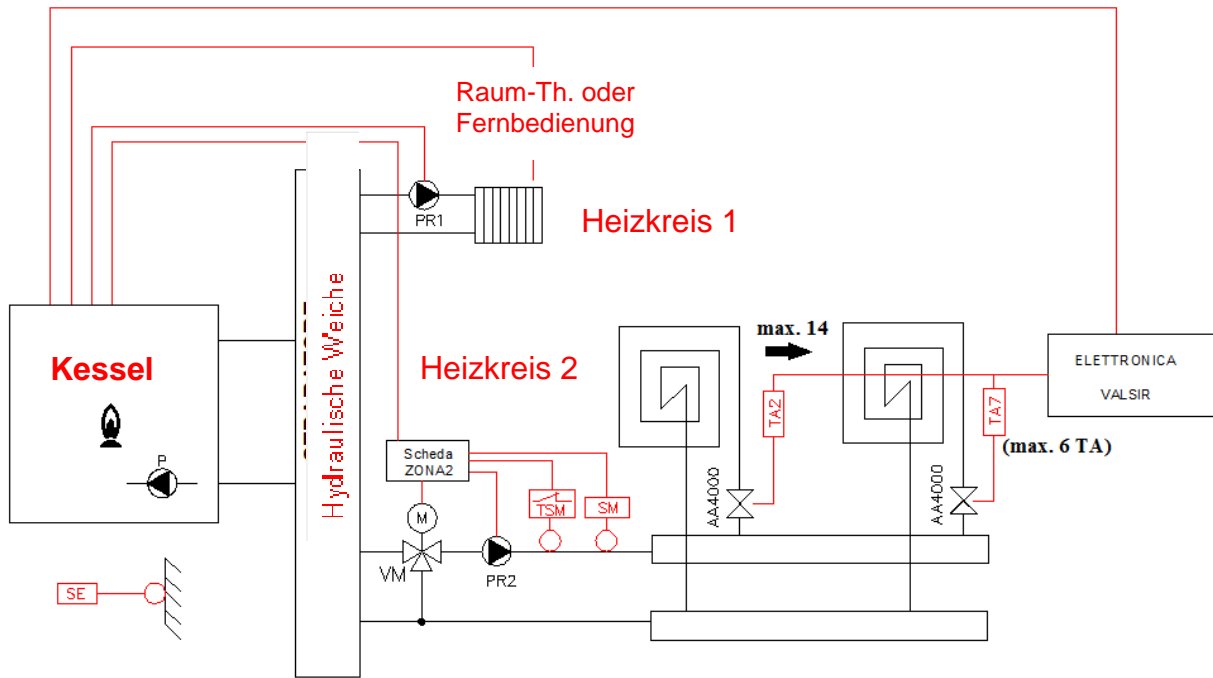 Raum-Th. oder
Fernbedienung
PR1
Heizkreis 1
Hydraulische Weiche
Kessel
P
SE
Heizkreis 2
Scheda
ZONA2
M
TSM
SM
VM
PR2
max. 14
TA2
TA7
(max. 6 TA)
AA4000
AA4000
ELETTRONICA
VALSIR